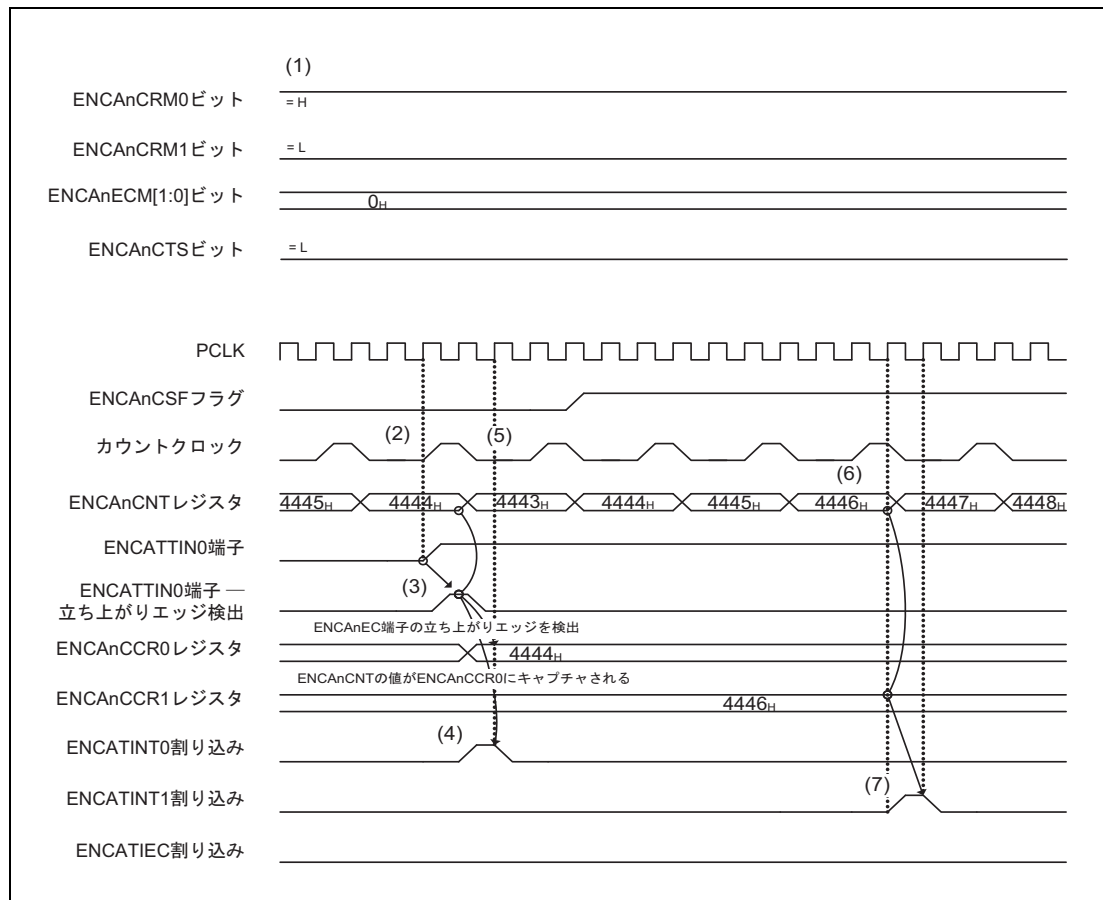 (1)
ENCAnCRM0ビット
= H
ENCAnCRM1ビット
= L
ENCAnECM[1:0]ビット
0H
ENCAnCTSビット
= L
PCLK
ENCAnCSFフラグ
カウントクロック
(2)
(5)
(6)
ENCAnCNTレジスタ
4445H 4444H 4443H 4444H 4445H 4446H 4447H 4448H
ENCATTIN0端子
ENCATTIN0端子 ―
立ち上がりエッジ検出
(3)
ENCAnEC端子の立ち上がりエッジを検出
ENCAnCCR0レジスタ
4444H
ENCAnCNTの値がENCAnCCR0にキャプチャされる
ENCAnCCR1レジスタ
4446H
ENCATINT0割り込み
(4)
ENCATINT1割り込み
(7)
ENCATIEC割り込み